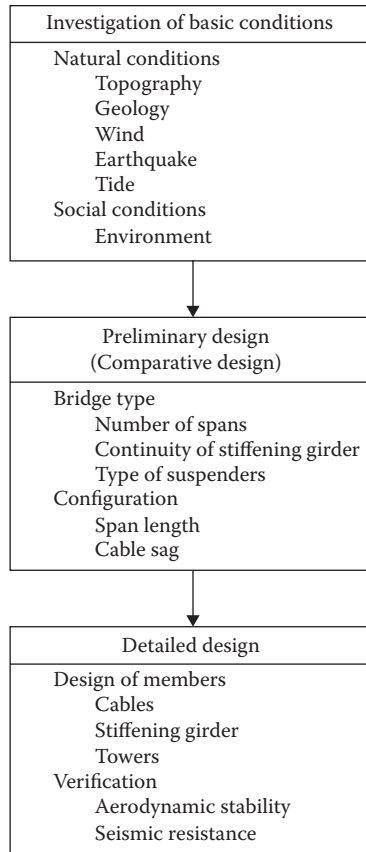 Investigation of basic conditions
Natural conditions
Topography
Geology
Wind
Earthquake
Tide
Social conditions
Environment
Preliminary design
(Comparative design)
Bridge type
Number of spans
Continuity of stiffening girder
Type of suspenders
Configuration
Span length
Cable sag
Detailed design
Design of members
Cables
Stiffening girder
Towers
Verification
Aerodynamic stability
Seismic resistance